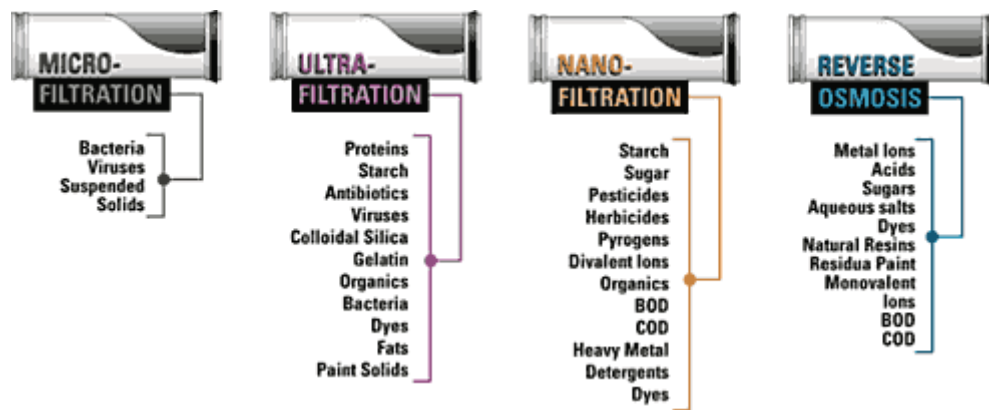 MICRO-
FILTRATION
Bacteria
Viruses
Suspended
Solids
ULTRA-
FILTRATION
Proteins
Starch
Antibiotics
Viruses
Colloidal Silica
Gelatin
Organics
Bacteria
Dyes
Fats
Paint Solids
NANO-
FILTRATION
Starch
Sugar
Pesticides
Herbicides
Pyrogens
Divalent Ions
Organics
BOD
COD
Heavy Metal
Detergents
Dyes
REVERSE
OSMOSIS
Metal Ions
Acids
Sugars
Aqueous salts
Dyes
Natural Resins
Residua Paint
Monovalent
Ions
BOD
COD